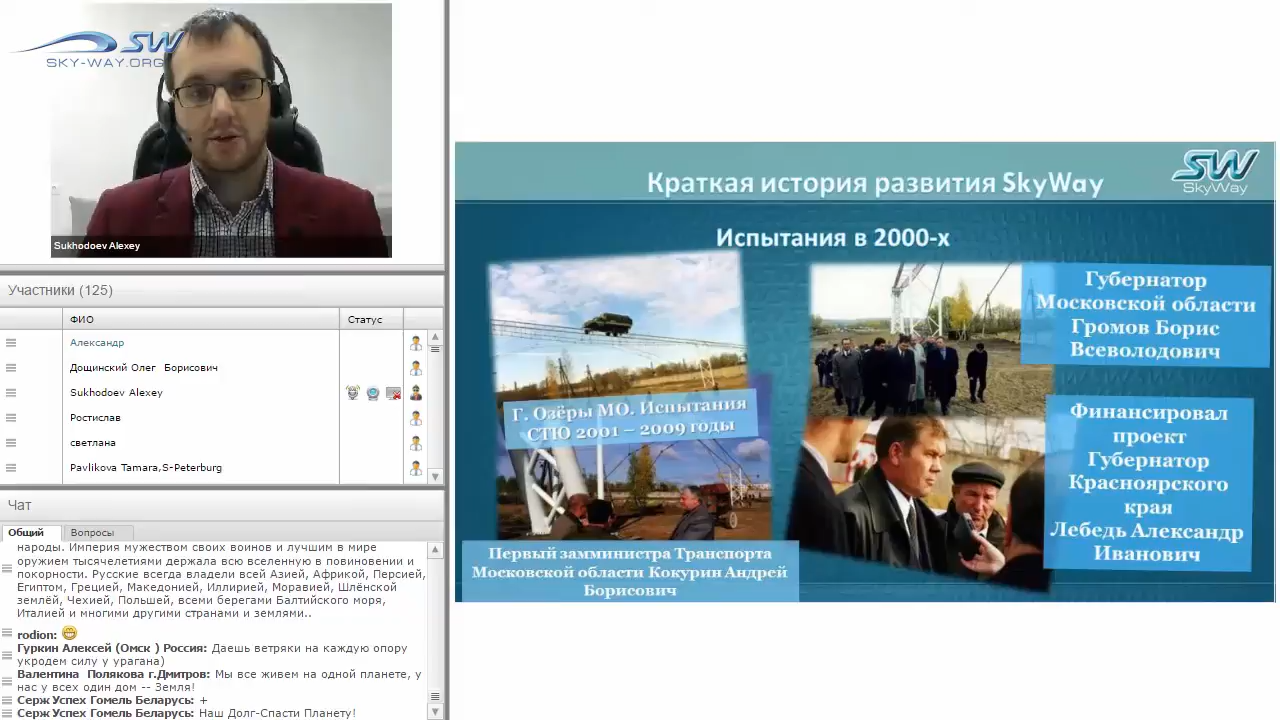 SW
SKY-WAY.ORG
Sukhodoev Alexey
Участники (125)
ФИО
Статус
Александр
Дощинский Олег Борисович
Sukhodoev Alexey
Ростислав
светлана
Pavlikova Tamara,S-Peterburg
Чат
Общий
Вопросы
народы. Империя мужеством своих воинов и лучшим в мире
оружием тысячелетиями держала всю вселенную в повиновении и
покорности. Русские всегда владели всей Азией, Африкой, Персией,
Египтом, Грецией, Македонией, Иллирией, Моравией, Шлёнской
землёй, Чехией, Польшей, всеми берегами Балтийского моря,
Италией и многими другими странами и землями..
rodion:
Гуркин Алексей (Омск ) Россия: Даешь ветряки на каждую опору
укродем силу у урагана)
Валентина Полякова г.Дмитров: Мы все живем на одной планете, у
нас у всех один дом -- Земля!
Серж Успех Гомель Беларусь: +
Серж Успех Гомель Беларусь: Наш Долг-Спасти Планету!
Краткая история развития SkyWay
SW
SkyWay
Испытания в 2000-х
Г. Озёры МО. Испытания
СТЮ 2001 – 2009 годы
Первый замминистра Транспорта
Московской области Кокурин Андрей
Борисович
Губернатор
Московской области
Громов Борис
Всеволодович
Финансировал
проект
Губернатор
Красноярского
края
Лебедь Александр
Иванович